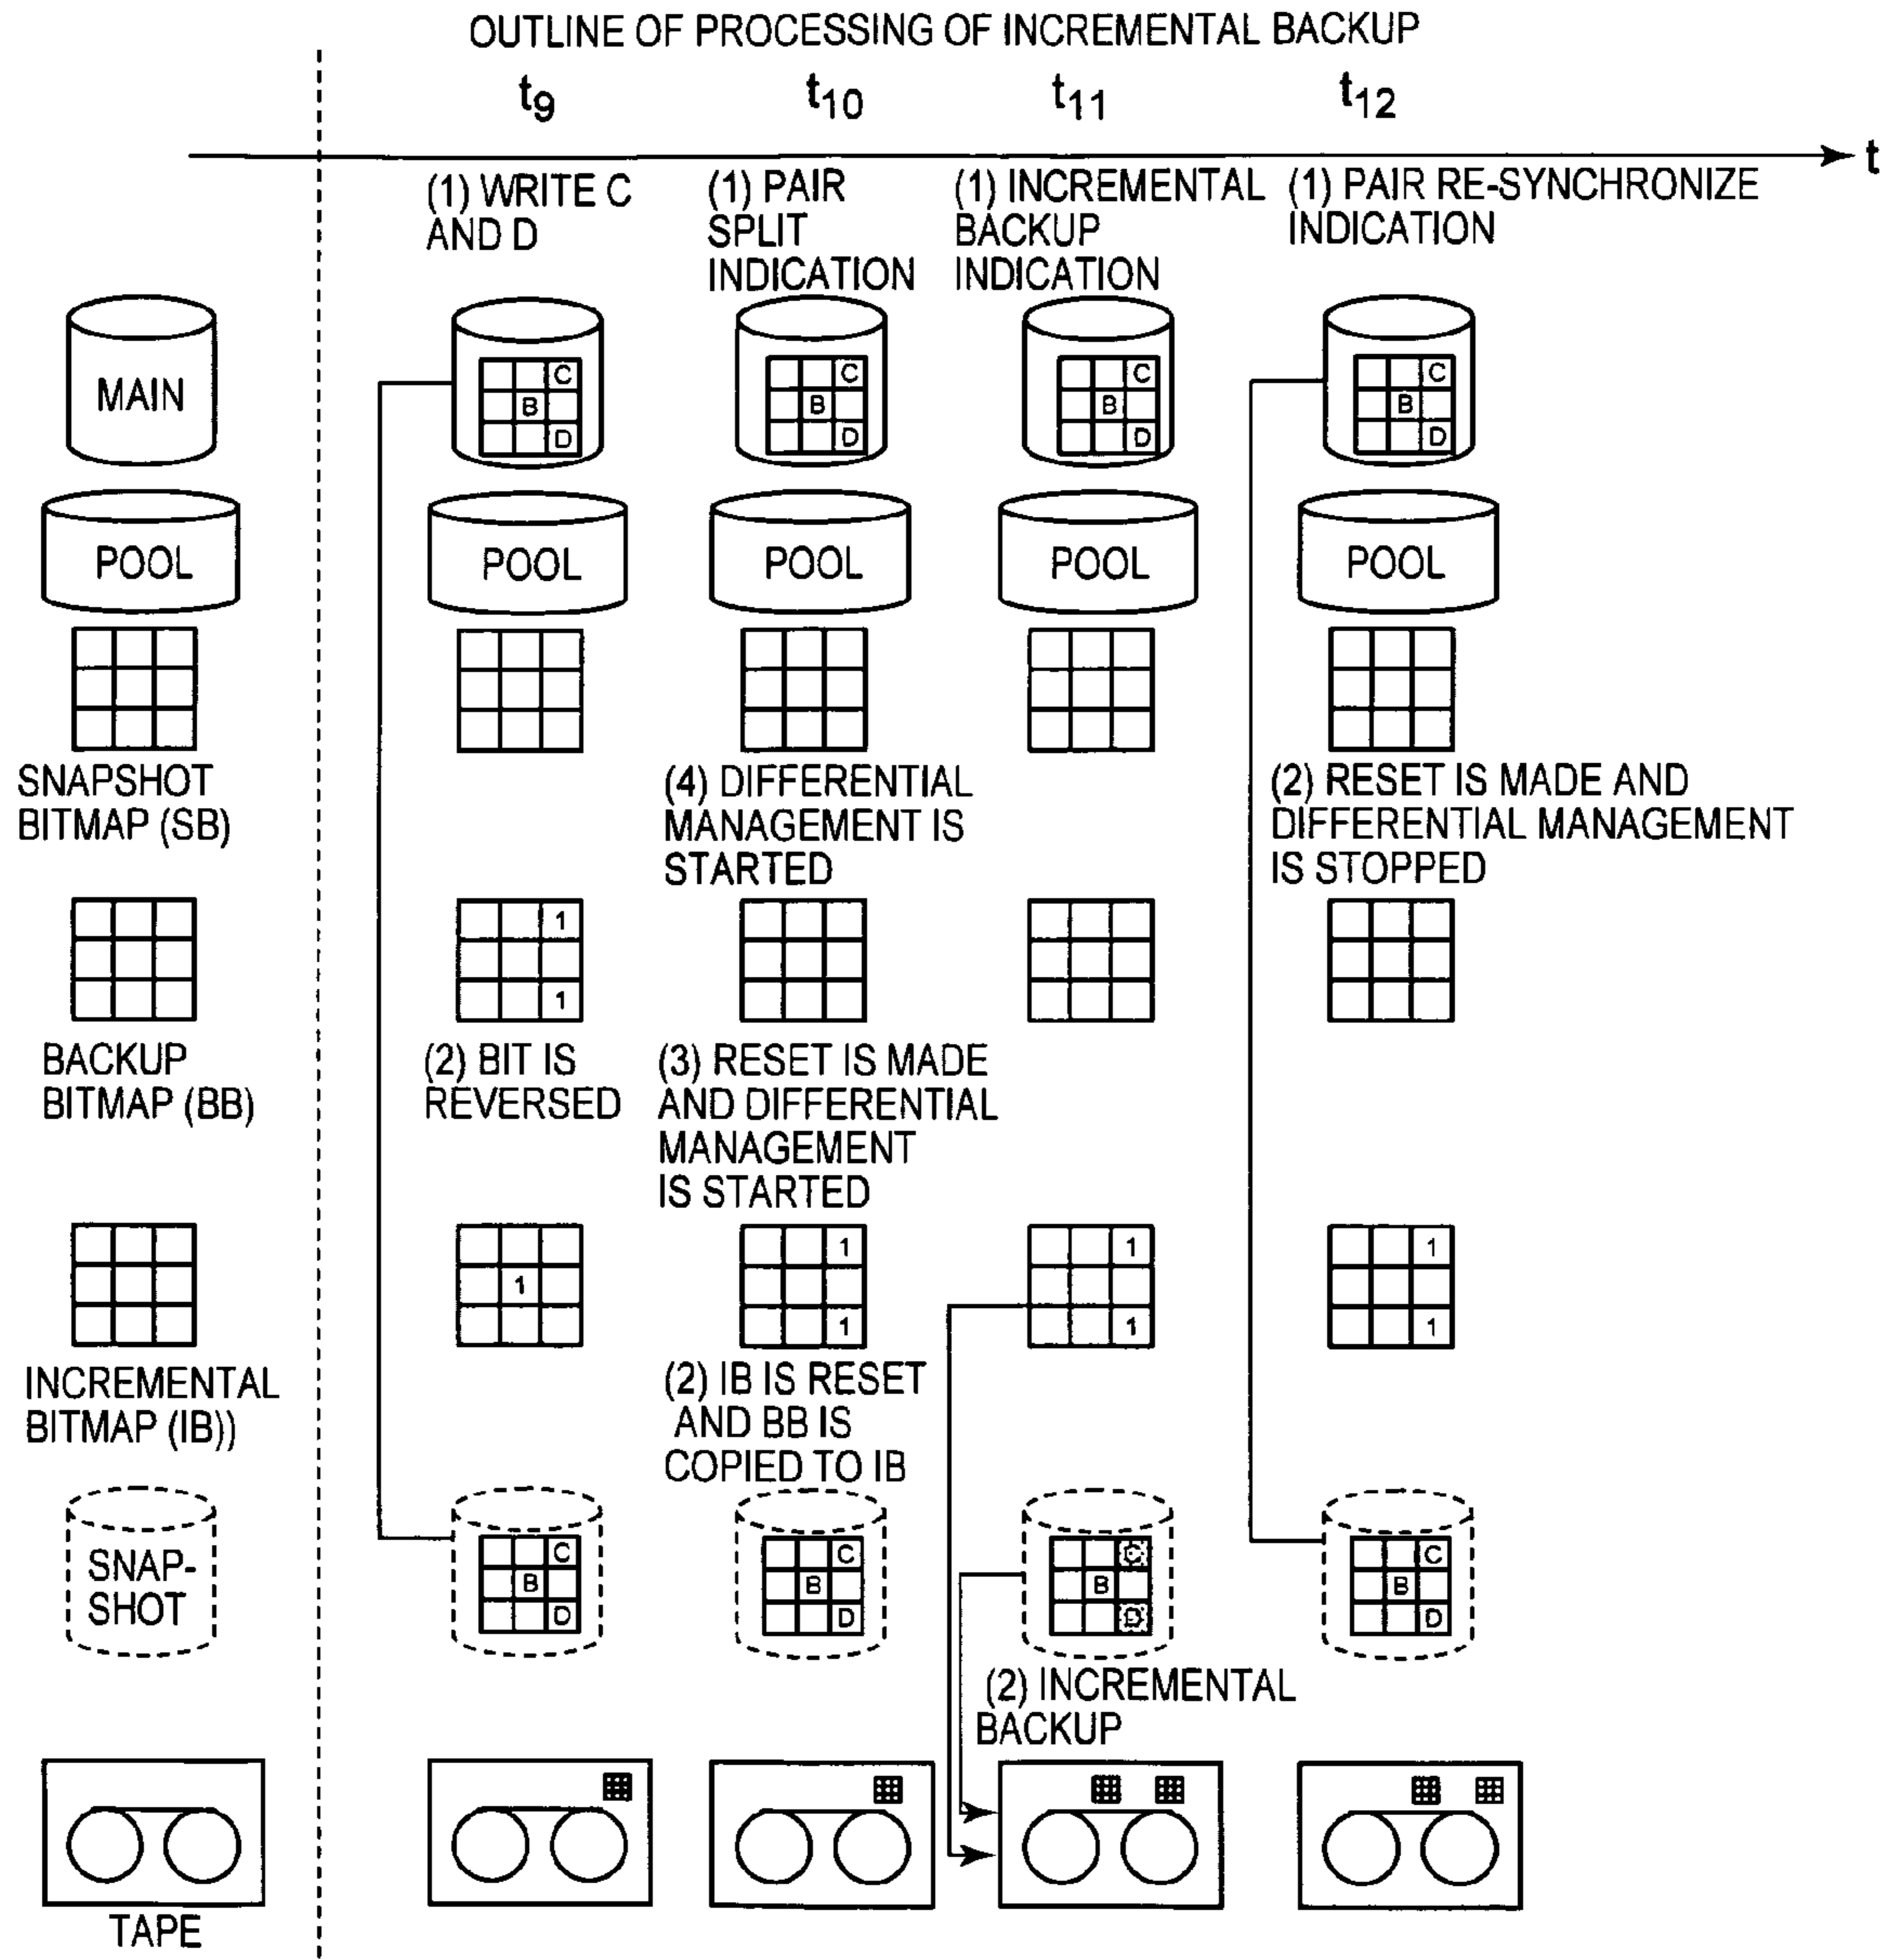 OUTLINE OF PROCESSING OF INCREMENTAL BACKUP
t9 t10 t11 t12
t
(1) WRITE C
AND D
(1) PAIR
SPLIT
INDICATION
(1) INCREMENTAL
BACKUP
INDICATION
(1) PAIR RE-SYNCHRONIZE
INDICATION
MAIN
C
B
D
C
B
D
C
B
D
C
B
D
POOL
POOL
POOL
POOL
POOL
SNAPSHOT
BITMAP (SB)
(4) DIFFERENTIAL
MANAGEMENT IS
STARTED
(2) RESET IS MADE AND
DIFFERENTIAL MANAGEMENT
IS STOPPED
1
1
BACKUP
BITMAP (BB)
(2) BIT IS
REVERSED
(3) RESET IS MADE
AND DIFFERENTIAL
MANAGEMENT
IS STARTED
1
1
1
1
1
1
1
INCREMENTAL
BITMAP (IB))
(2) IB IS RESET
AND BB IS
COPIED TO IB
SNAP-
SHOT
C
B
D
C
B
D
C
B
D
C
B
D
(2) INCREMENTAL
BACKUP
TAPE